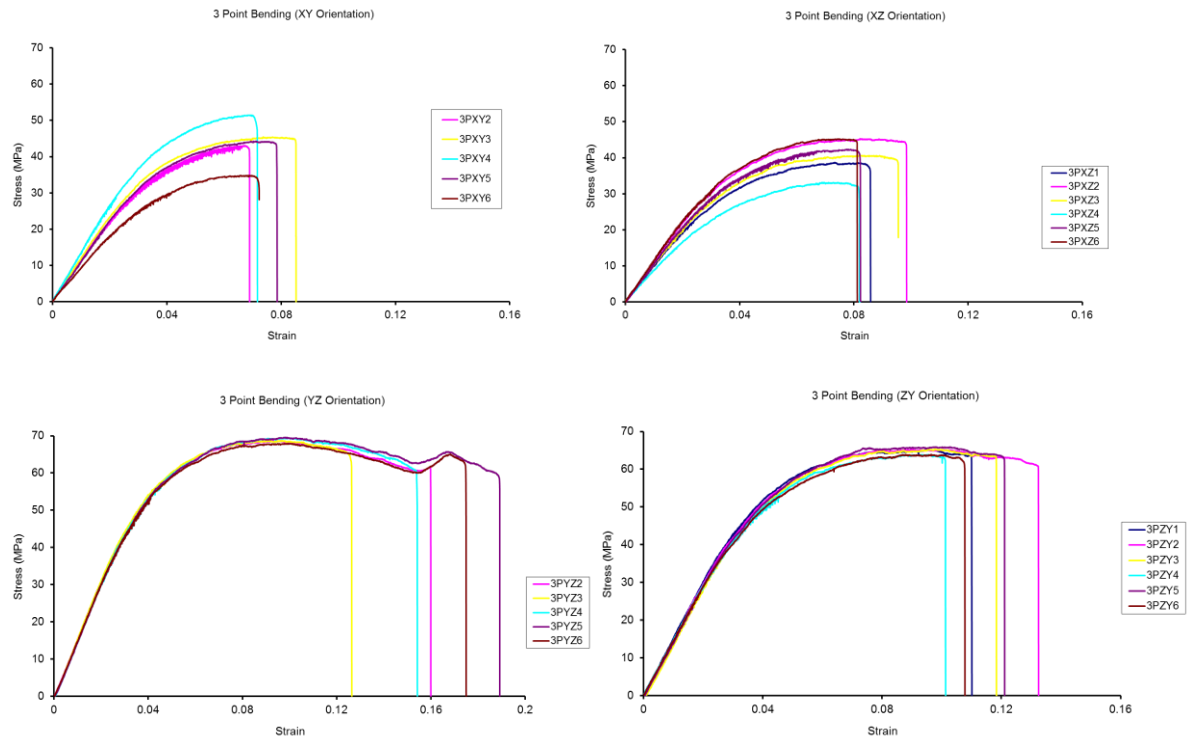 3 Point Bending (XY Orientation)
70
60
50
40
30
20
10
0
Stress (MPa)
0
0.04
0.08
0.12
0.16
Strain
3PXY2
3PXY3
3PXY4
3PXY5
3PXY6
3 Point Bending (XZ Orientation)
70
60
50
40
30
20
10
0
Stress (MPa)
0
0.04
0.08
0.12
0.16
Strain
3PXZ1
3PXZ2
3PXZ3
3PXZ4
3PXZ5
3PXZ6
3 Point Bending (YZ Orientation)
70
60
50
40
30
20
10
0
Stress (MPa)
0
0.04
0.08
0.12
0.16
0.2
Strain
3PYZ2
3PYZ3
3PYZ4
3PYZ5
3PYZ6
3 Point Bending (ZY Orientation)
70
60
50
40
30
20
10
0
Stress (MPa)
0
0.04
0.08
0.12
0.16
Strain
3PZY1
3PZY2
3PZY3
3PZY4
3PZY5
3PZY6